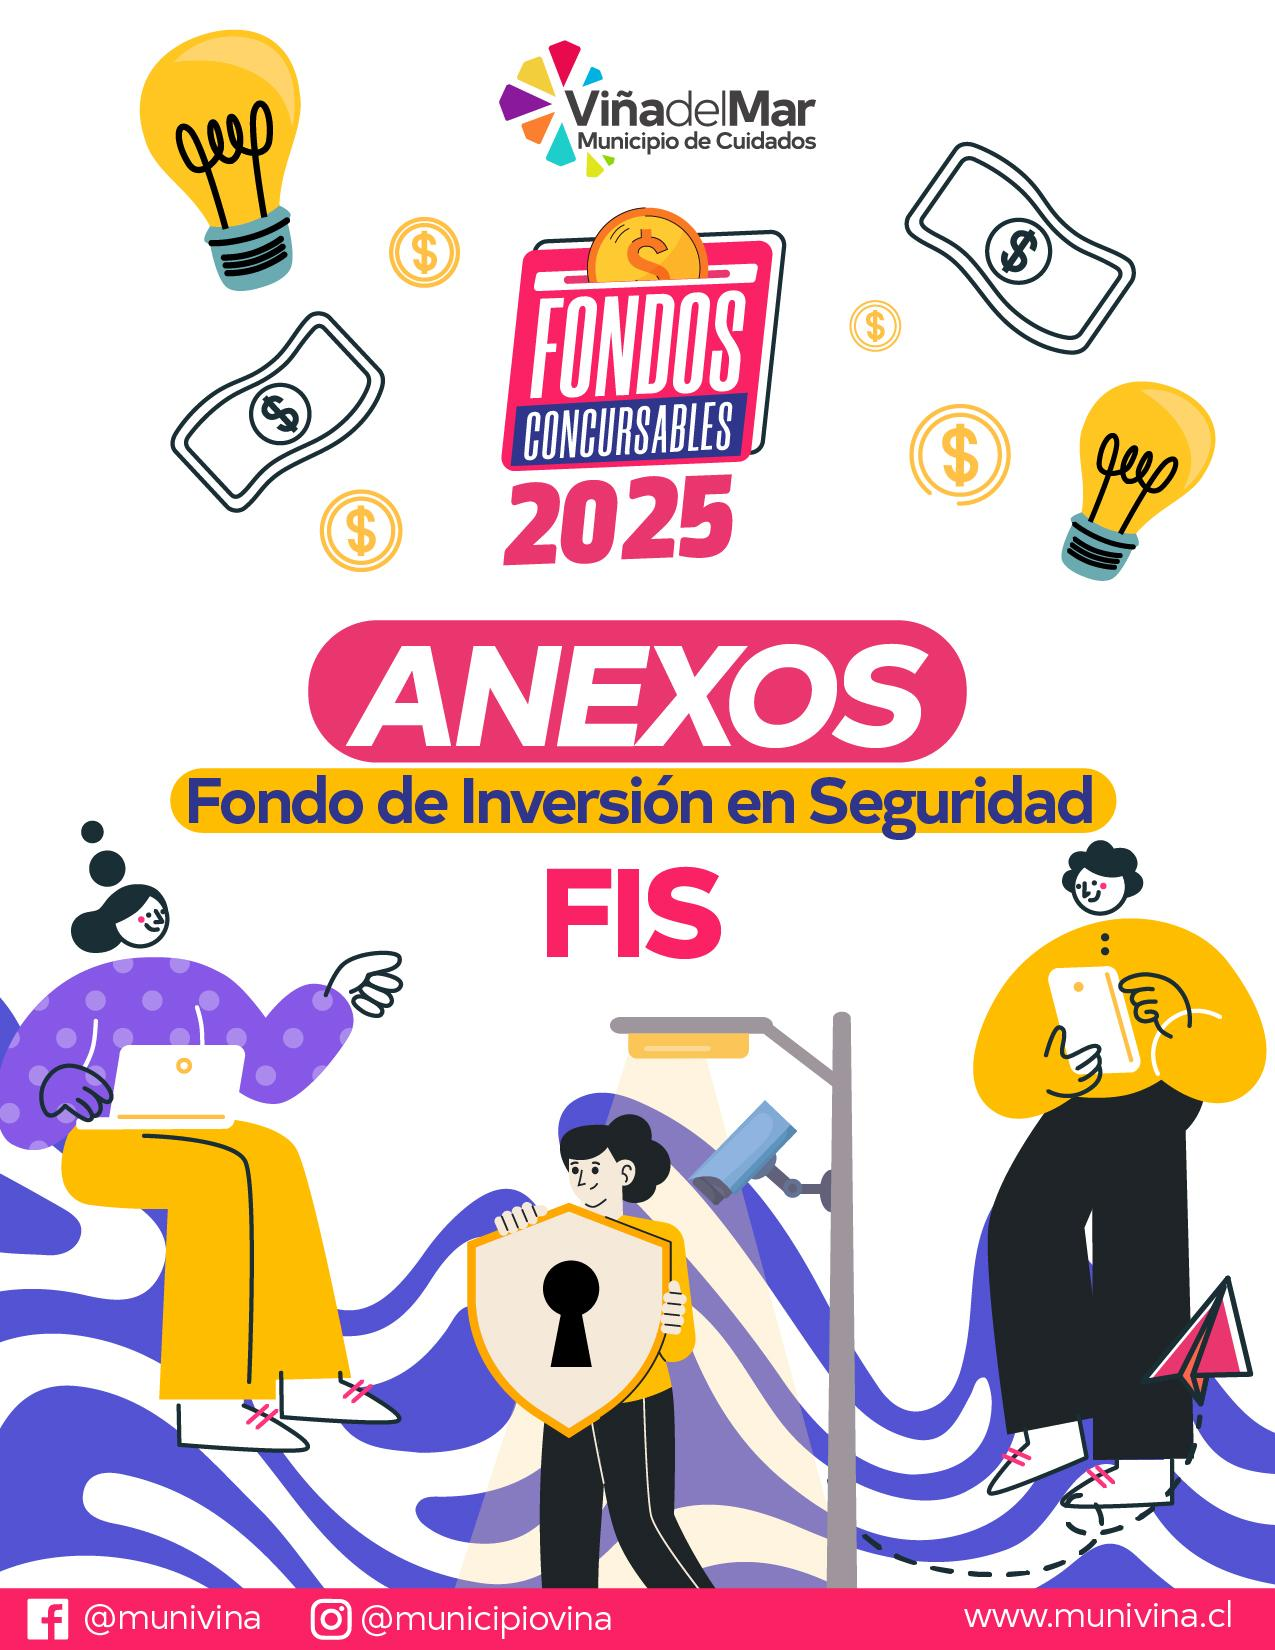 ViñadelMar
Municipio de Cuidados
FONDOS
CONCURSABLES
2025
ANEXOS
Fondo de Inversión en Seguridad
FIS
@munivina @municipiovina www.munivina.cl